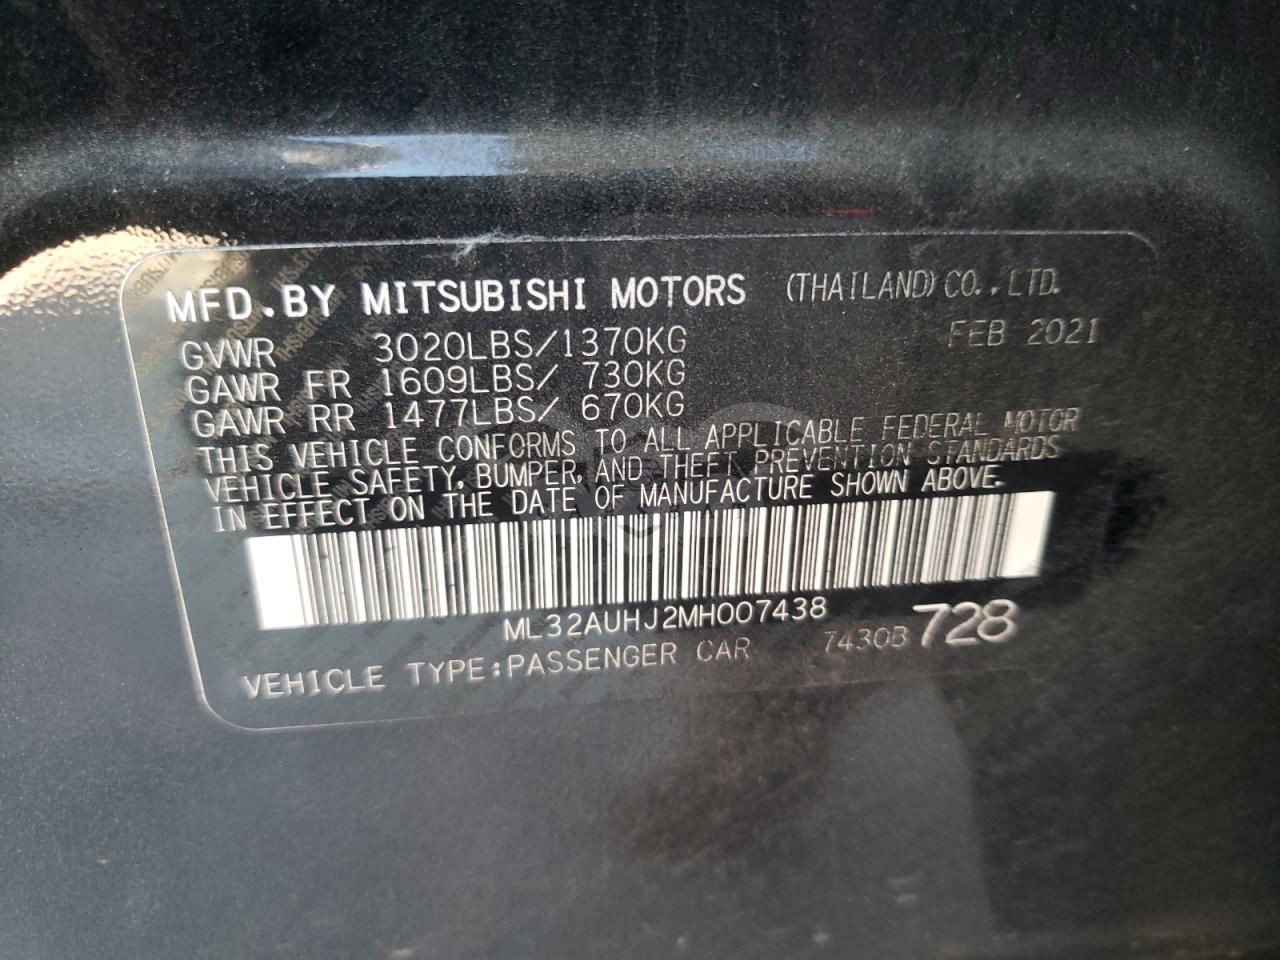 MFD.BY MITSUBISHI MOTORS (THAILAND)CO.,LTD.
FEB 2021
GVWR 3020LBS/1370KG
GAWR FR 1609LBS/ 730KG
GAWR RR 1477LBS/ 670KG
THIS VEHICLE CONFORMS TO ALL APPLICABLE FEDERAL MOTOR
VEHICLE SAFETY, BUMPER, AND THEFT PREVENTION STANDARDS
IN EFFECT ON THE DATE OF MANUFACTURE SHOWN ABOVE.
ML32AUHJ2MH007438
VEHICLE TYPE:PASSENGER CAR 7430B 728